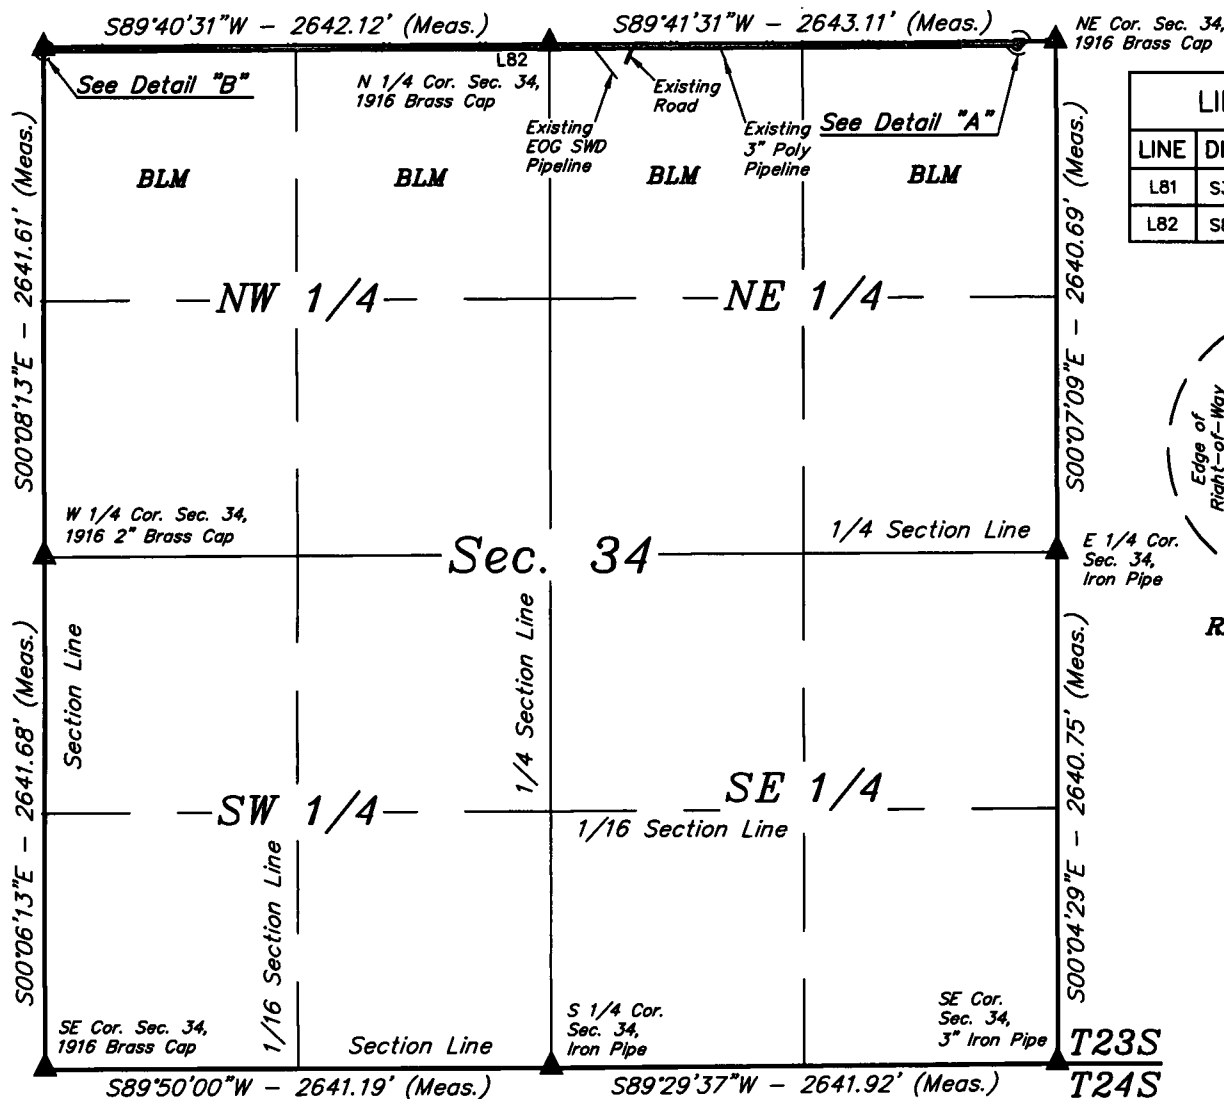 S89°40'31"W - 2642.12' (Meas.)
S89°41'31"W - 2643.11' (Meas.)
NE Cor. Sec. 34,
1916 Brass Cap
See Detail "B"
L82
N 1/4 Cor. Sec. 34,
1916 Brass Cap
Existing
EOG SWD
Pipeline
Existing
Road
Existing
3" Poly
Pipeline
See Detail "A"
LINE
L81
L82
BLM
BLM
BLM
BLM
S00°08'13"E - 2641.61' (Meas.)
S00°07'09"E - 2640.69' (Meas.)
NW 1/4
NE 1/4
Edge of
Right-of-Way
W 1/4 Cor. Sec. 34,
1916 2" Brass Cap
Sec. 34
1/4 Section Line
E 1/4 Cor.
Sec. 34,
Iron Pipe
Section Line
1/4 Section Line
S00°06'13"E - 2641.68' (Meas.)
S00°04'29"E - 2640.75' (Meas.)
SW 1/4
SE 1/4
1/16 Section Line
1/16 Section Line
SE Cor. Sec. 34,
1916 Brass Cap
Section Line
S 1/4 Cor.
Sec. 34,
Iron Pipe
SE Cor.
Sec. 34,
3" Iron Pipe
T23S
T24S
S89°50'00"W - 2641.19' (Meas.)
S89°29'37"W - 2641.92' (Meas.)